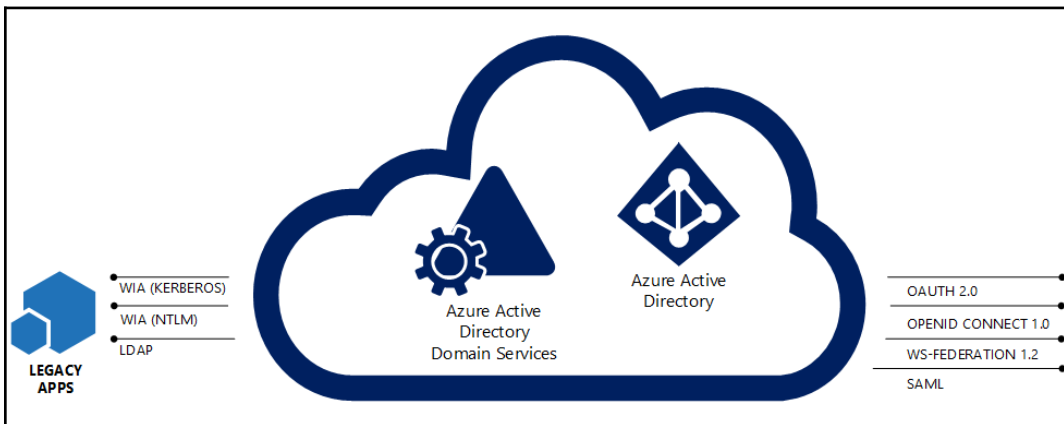 WIA (KERBEROS)
WIA (NTLM)
LDAP
LEGACY
APPS
Azure Active
Directory
Domain Services
Azure Active
Directory
OAUTH 2.0
OPENID CONNECT 1.0
WS-FEDERATION 1.2
SAML